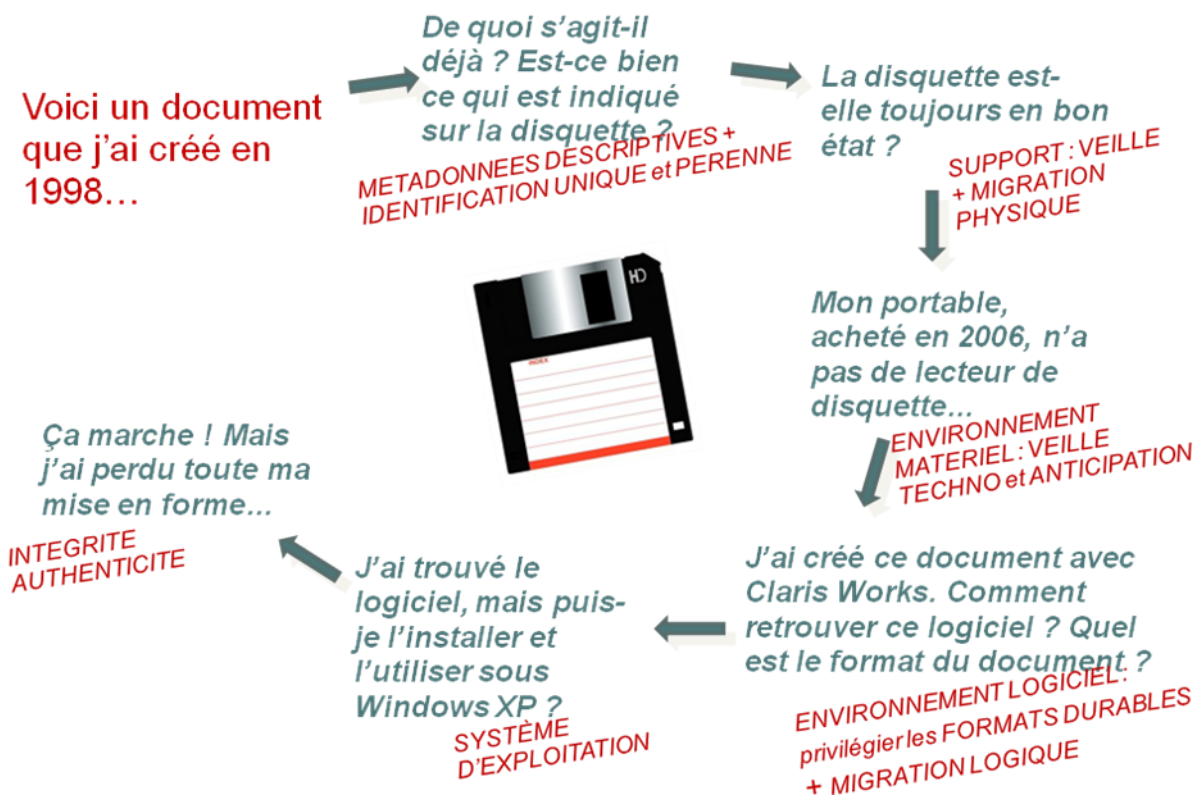 Voici un document
que j’ai créé en
1998…
De quoi s’agit-il
déjà ? Est-ce bien
ce qui est indiqué
sur la disquette ?
METADONNEES DESCRIPTIVES +
IDENTIFICATION UNIQUE et PERENNE
La disquette est-
elle toujours en bon
état ?
SUPPORT : VEILLE
+ MIGRATION
PHYSIQUE
HD
INDEX
Mon portable,
acheté en 2006, n’a
pas de lecteur de
disquette…
ENVIRONNEMENT
MATERIEL : VEILLE
TECHNO et ANTICIPATION
J’ai créé ce document avec
Claris Works. Comment
retrouver ce logiciel ? Quel
est le format du document ?
ENVIRONNEMENT LOGICIEL :
privilégier les FORMATS DURABLES
+ MIGRATION LOGIQUE
J’ai trouvé le
logiciel, mais puis-
je l’installer et
l’utiliser sous
Windows XP ?
SYSTÈME
D’EXPLOITATION
Ça marche ! Mais
j’ai perdu toute ma
mise en forme…
INTEGRITE
AUTHENTICITE